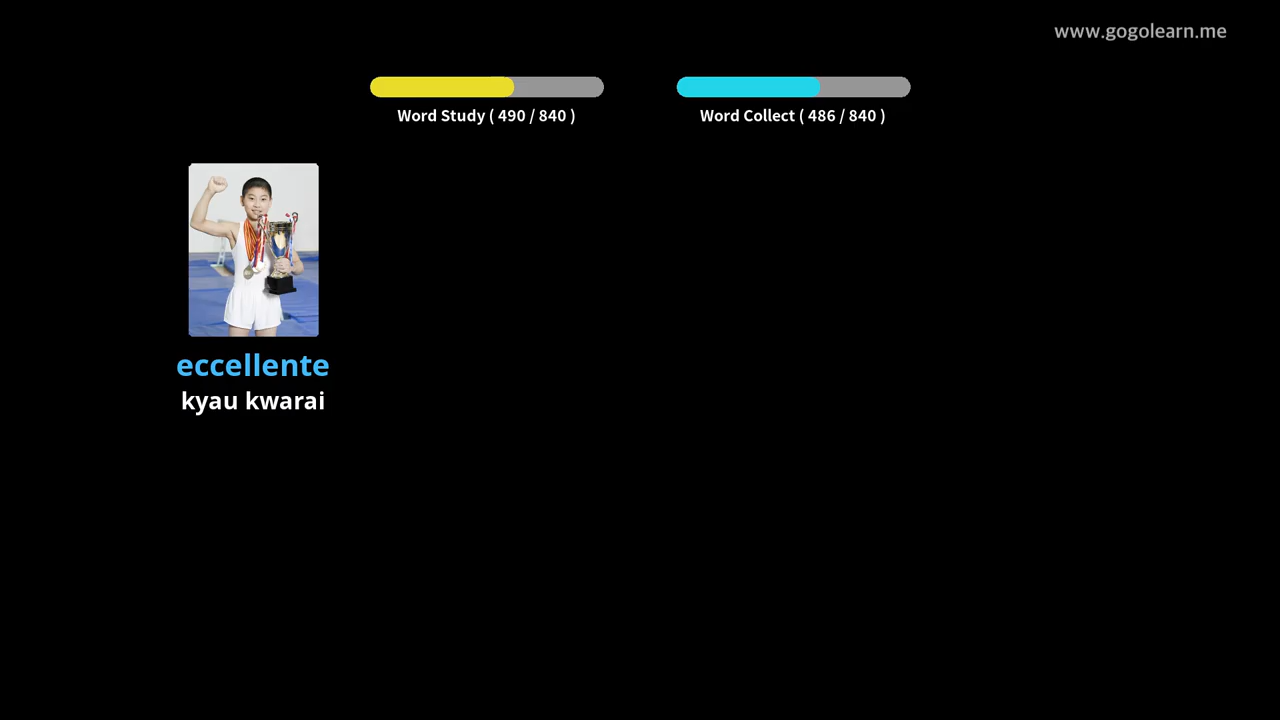 www.gogolearn.me
Word Study ( 490 / 840 )
Word Collect ( 486 / 840 )
eccellente
kyau kwarai